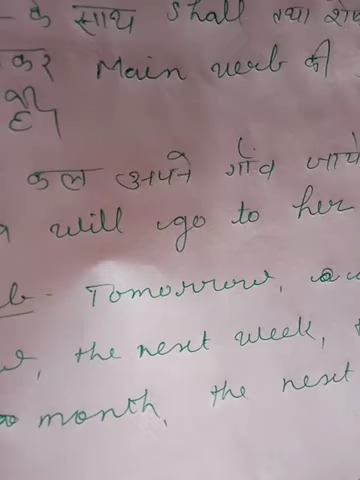 - के साथ Shall तथा शेष
कर Main verb की
है।
कल अपने गाँव जाये
will go to her
b - Tomorrow,
, the next week,
month, the next